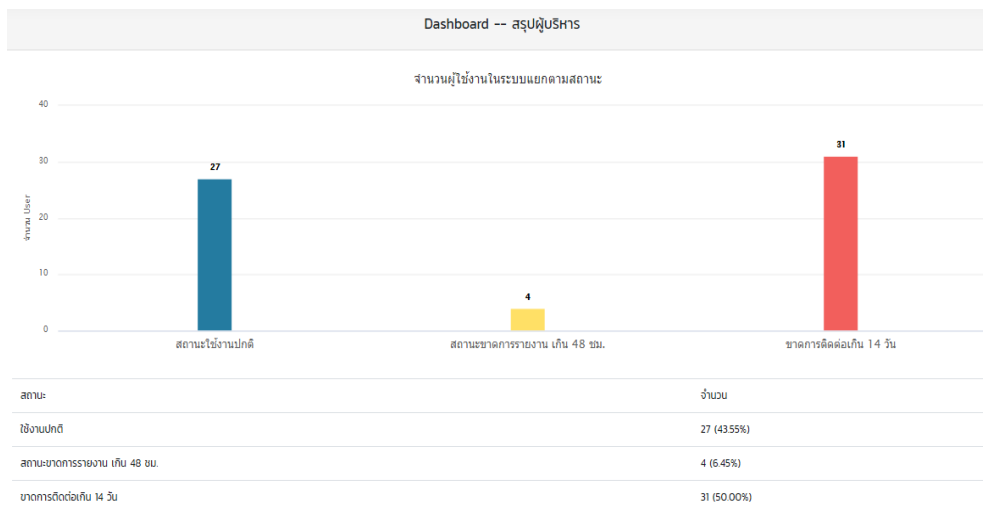 Dashboard -- สรุปผู้บริหาร
จำนวนผู้ใช้งานในระบบแยกตามสถานะ
40
30
20
10
0
จำนวน User
27
4
31
สถานะใช้งานปกติ
สถานะขาดการรายงาน เกิน 48 ชม.
ขาดการติดต่อเกิน 14 วัน
สถานะ จำนวน
ใช้งานปกติ 27 (43.55%)
สถานะขาดการรายงาน เกิน 48 ชม. 4 (6.45%)
ขาดการติดต่อเกิน 14 วัน 31 (50.00%)